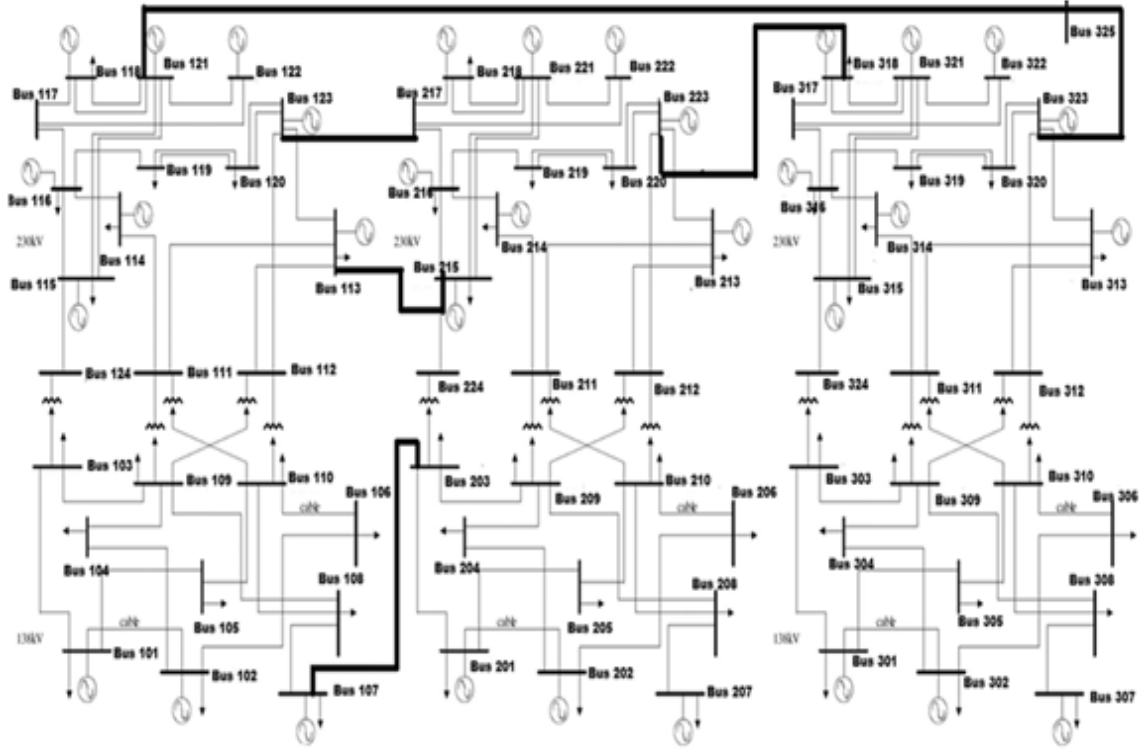 Bus 325
Bus 118
Bus 121
Bus 122
Bus 218
Bus 221
Bus 222
Bus 318
Bus 321
Bus 322
Bus 117
Bus 123
Bus 217
Bus 223
Bus 317
Bus 323
Bus 119
Bus 120
Bus 219
Bus 220
Bus 319
Bus 320
Bus 116
Bus 216
Bus 316
230kV
Bus 114
230kV
Bus 214
230kV
Bus 314
Bus 115
Bus 113
Bus 215
Bus 213
Bus 315
Bus 313
Bus 124
Bus 111
Bus 112
Bus 224
Bus 211
Bus 212
Bus 324
Bus 311
Bus 312
Bus 103
Bus 109
Bus 110
Bus 106
Bus 203
Bus 209
Bus 210
Bus 206
Bus 303
Bus 309
Bus 310
Bus 306
cable
cable
cable
Bus 104
Bus 108
Bus 204
Bus 208
Bus 304
Bus 308
138kV
cable
Bus 105
cable
Bus 205
138kV
cable
Bus 305
Bus 101
Bus 102
Bus 107
Bus 201
Bus 202
Bus 207
Bus 301
Bus 302
Bus 307